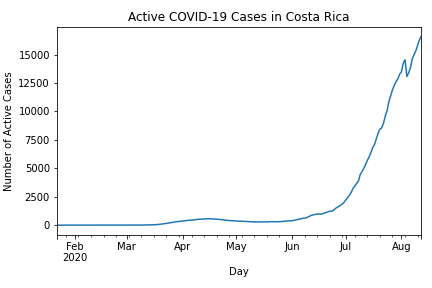 Active COVID-19 Cases in Costa Rica
Number of Active Cases
15000
12500
10000
7500
5000
2500
0
Feb Mar Apr May Jun Jul Aug
2020
Day